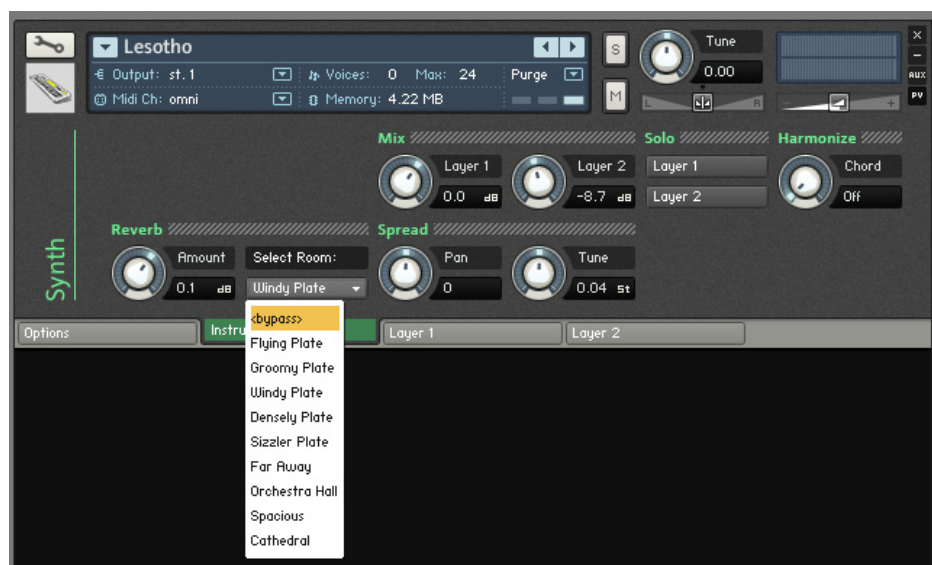 Lesotho
S
Tune
×
–
Output: st.1
Voices: 0 Max: 24
Purge
0.00
AUX
Midi Ch: omni
Memory: 4.22 MB
M
L
R
–
+
PV
Mix
Solo
Harmonize
Layer 1
Layer 2
Layer 1
Chord
0.0 dB
-8.7 dB
Layer 2
Off
Synth
Reverb
Spread
Amount
Select Room:
Pan
Tune
0.1 dB
Windy Plate
0
0.04 St
Options
Instru
Layer 1
Layer 2
<bypass>
Flying Plate
Groomy Plate
Windy Plate
Densely Plate
Sizzler Plate
Far Away
Orchestra Hall
Spacious
Cathedral